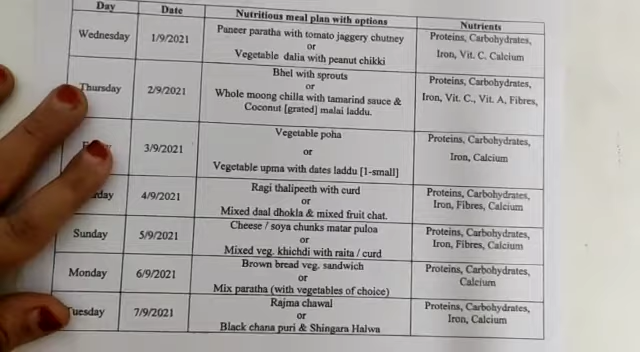 Day Date Nutritious meal plan with options Nutrients
Wednesday 1/9/2021 Paneer paratha with tomato jaggery chutney Proteins, Carbohydrates,
or Iron, Vit. C. Calcium
Vegetable dalia with peanut chikki
Thursday 2/9/2021 Bhel with sprouts Proteins, Carbohydrates,
or Iron, Vit. C., Vit. A, Fibres,
Whole moong chilla with tamarind sauce &
Coconut [grated] malai laddu.
3/9/2021 Vegetable poha Proteins, Carbohydrates,
or Iron, Calcium
Vegetable upma with dates laddu [1-small]
4/9/2021 Ragi thalipeeth with curd Proteins, Carbohydrates,
or Iron, Fibres, Calcium
Mixed daal dhokla & mixed fruit chat.
Sunday 5/9/2021 Cheese / soya chunks matar puloa Proteins, Carbohydrates,
or Iron, Fibres, Calcium
Mixed veg. khichdi with raita / curd
Monday 6/9/2021 Brown bread veg. sandwich Proteins, Carbohydrates,
or Calcium
Mix paratha (with vegetables of choice)
Tuesday 7/9/2021 Rajma chawal Proteins, Carbohydrates,
or Iron, Calcium
Black chana puri & Shingara Halwa